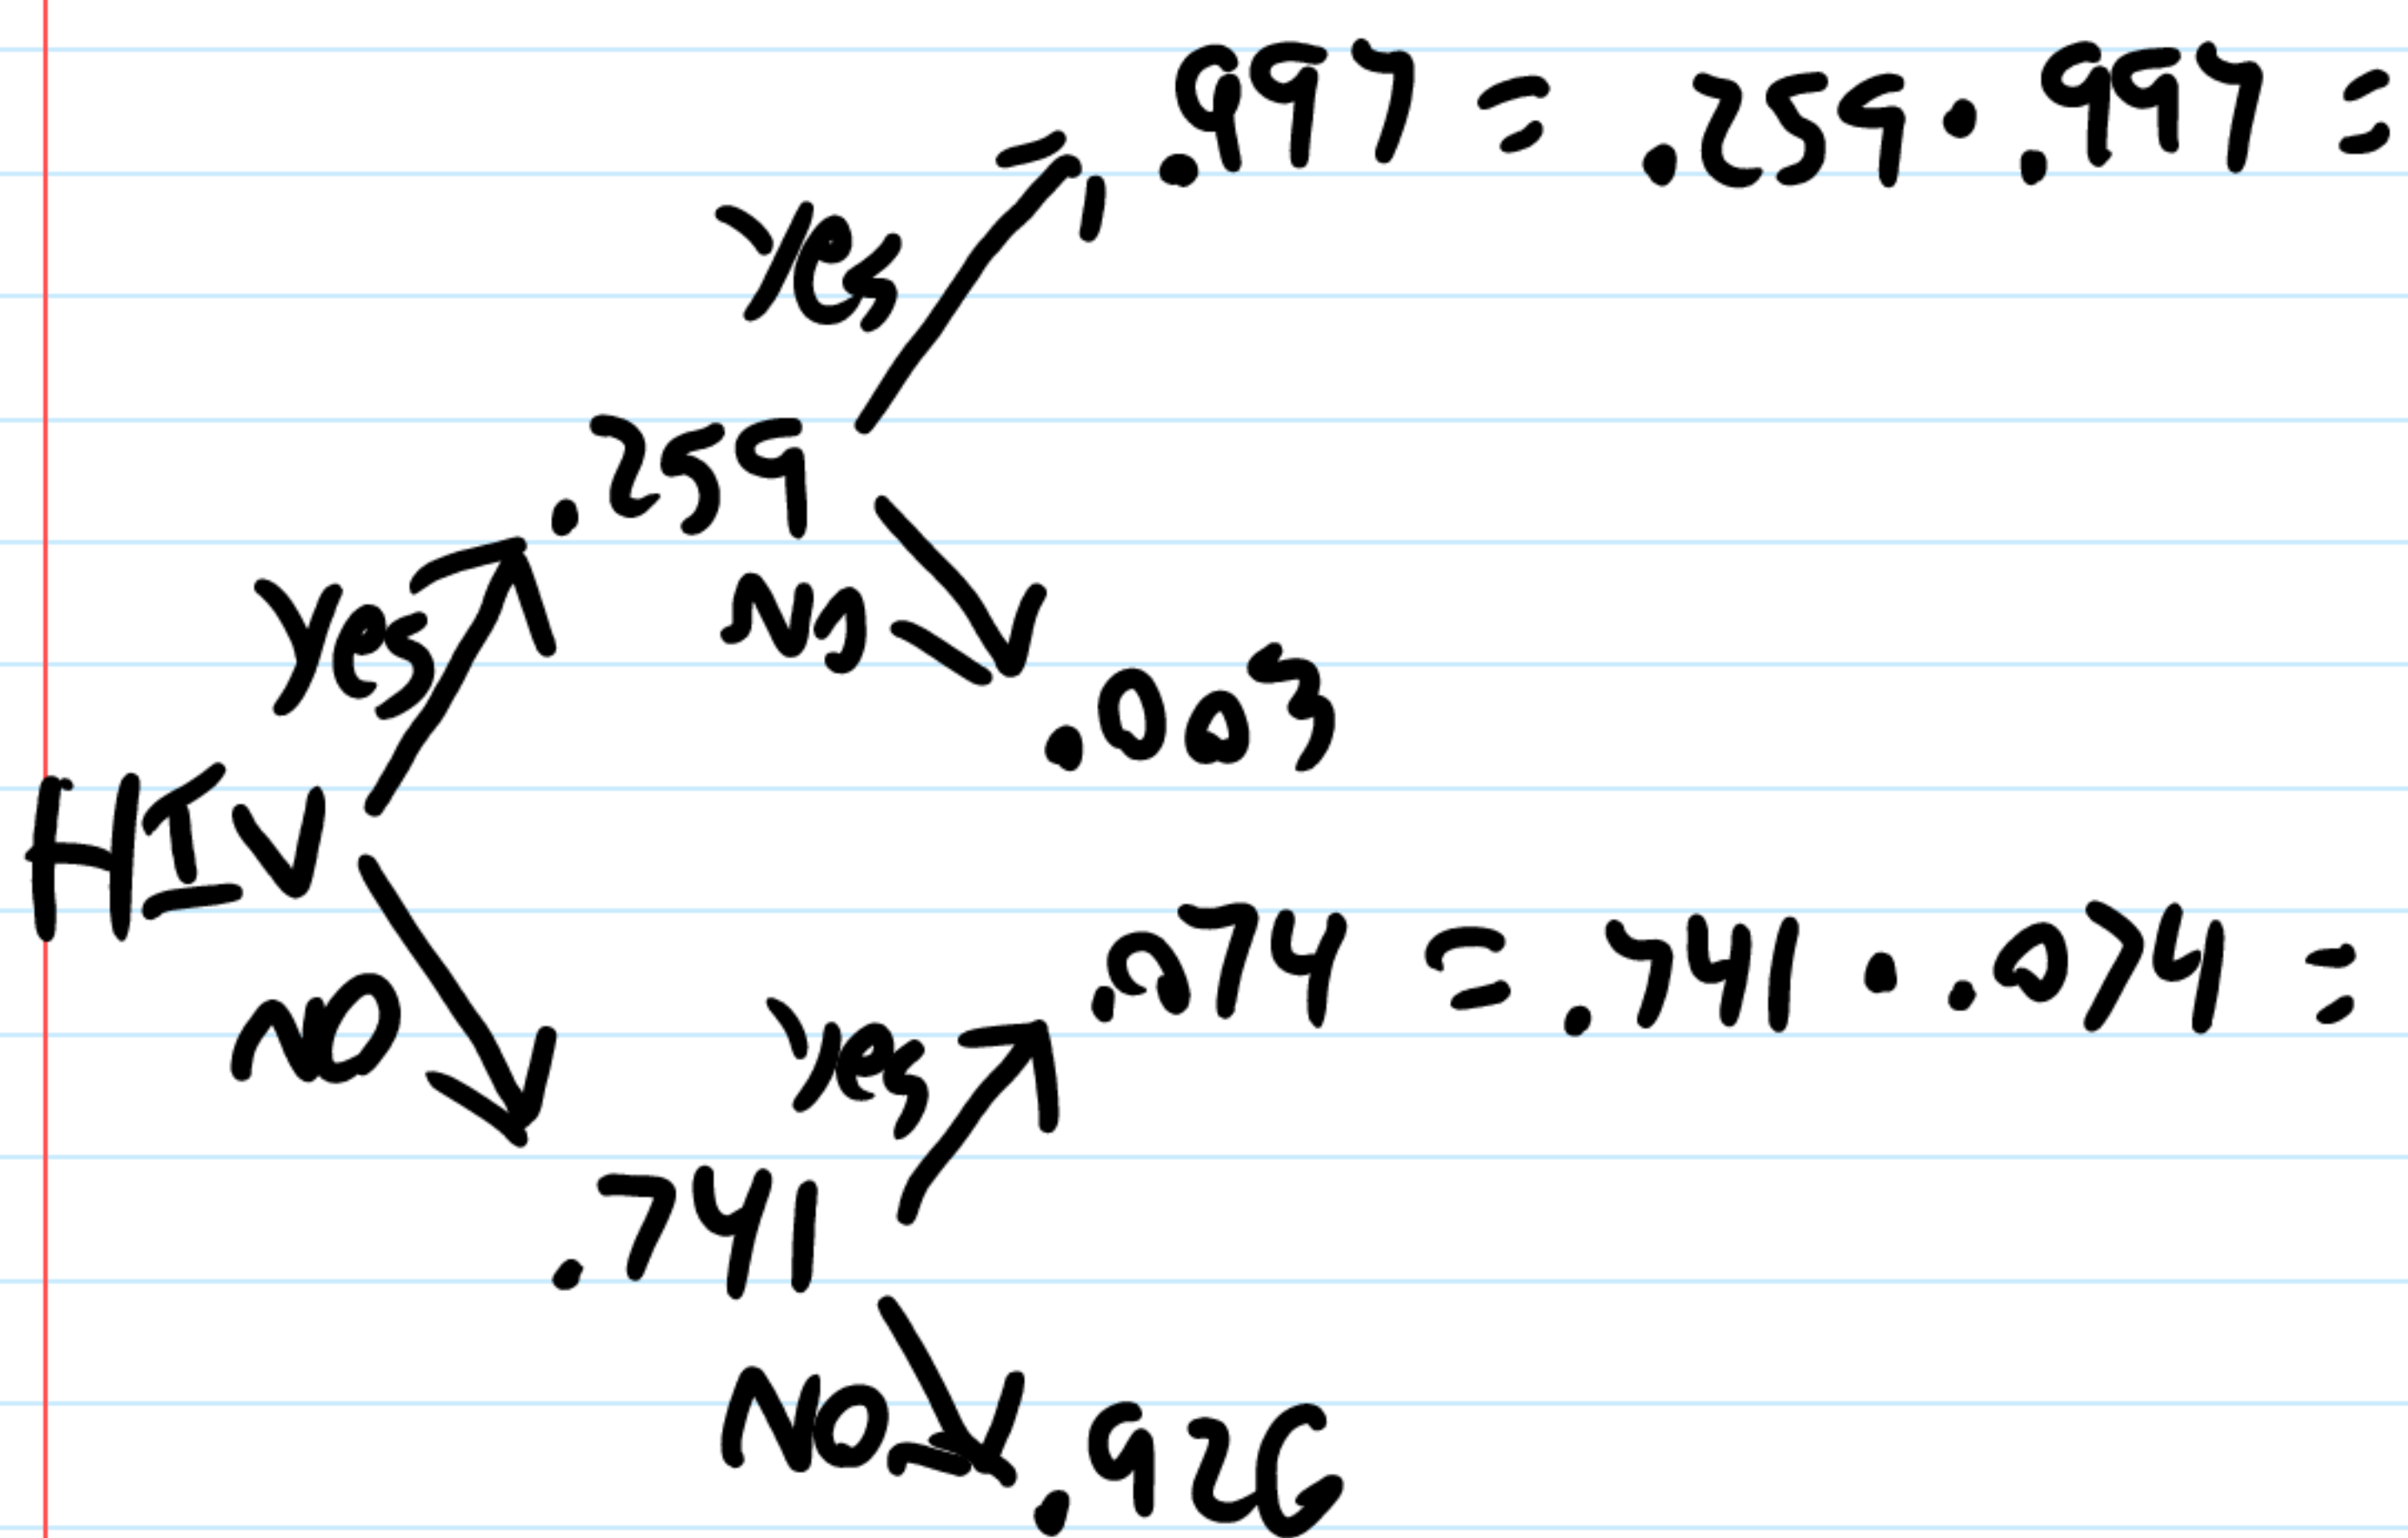 .997 = .259 · .997 =
Yes
.259
Yes
No
.003
HIV
.074 = .741 · .074 =
NO
Yes
.741
NO
.926